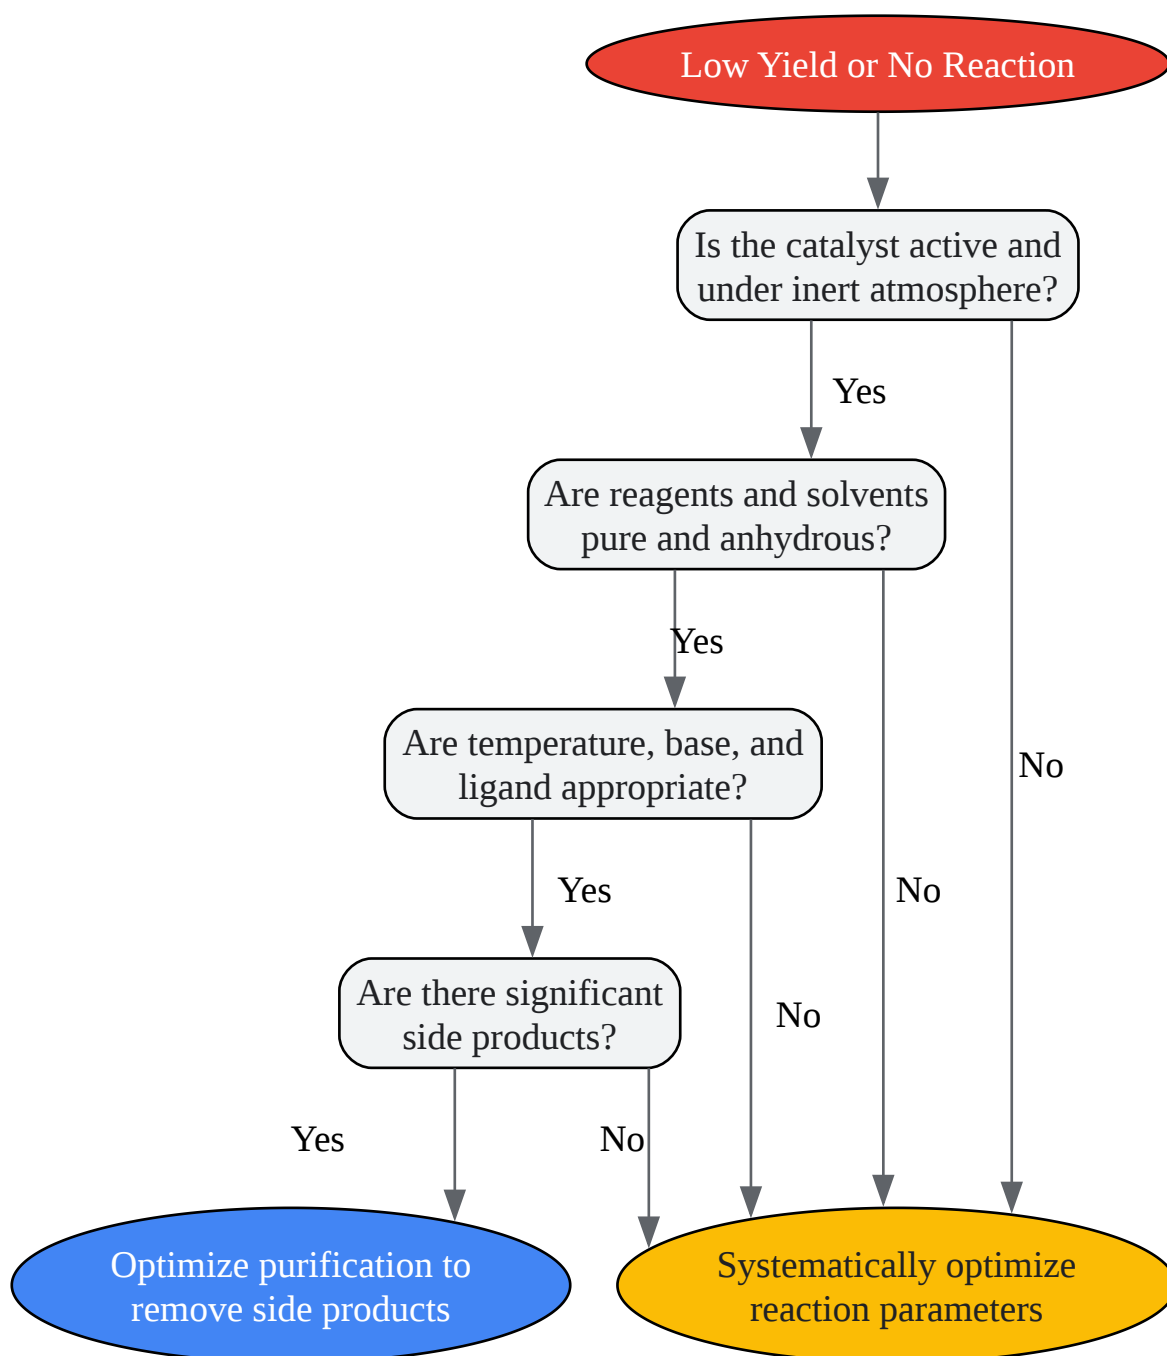 Low Yield or No Reaction
Is the catalyst active and
under inert atmosphere?
Yes
Are reagents and solvents
pure and anhydrous?
Yes
Are temperature, base, and
ligand appropriate?
No
Yes
No
Are there significant
side products?
No
Yes
No
Optimize purification to
remove side products
Systematically optimize
reaction parameters